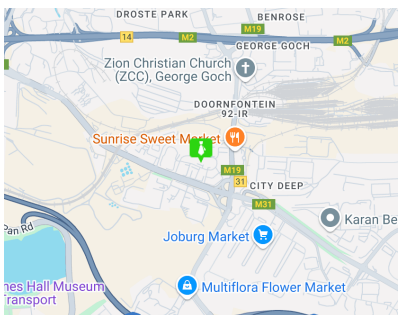 DROSTE PARK
BENROSE
M19
14
M2
M2
GEORGE GOCH
Zion Christian Church
(ZCC), George Goch
DOORNFONTEIN
92-IR
Sunrise Sweet Market
M19
31
CITY DEEP
M31
Karan Be
Pan Rd
Joburg Market
nes Hall Museum
Transport
Multiflora Flower Market